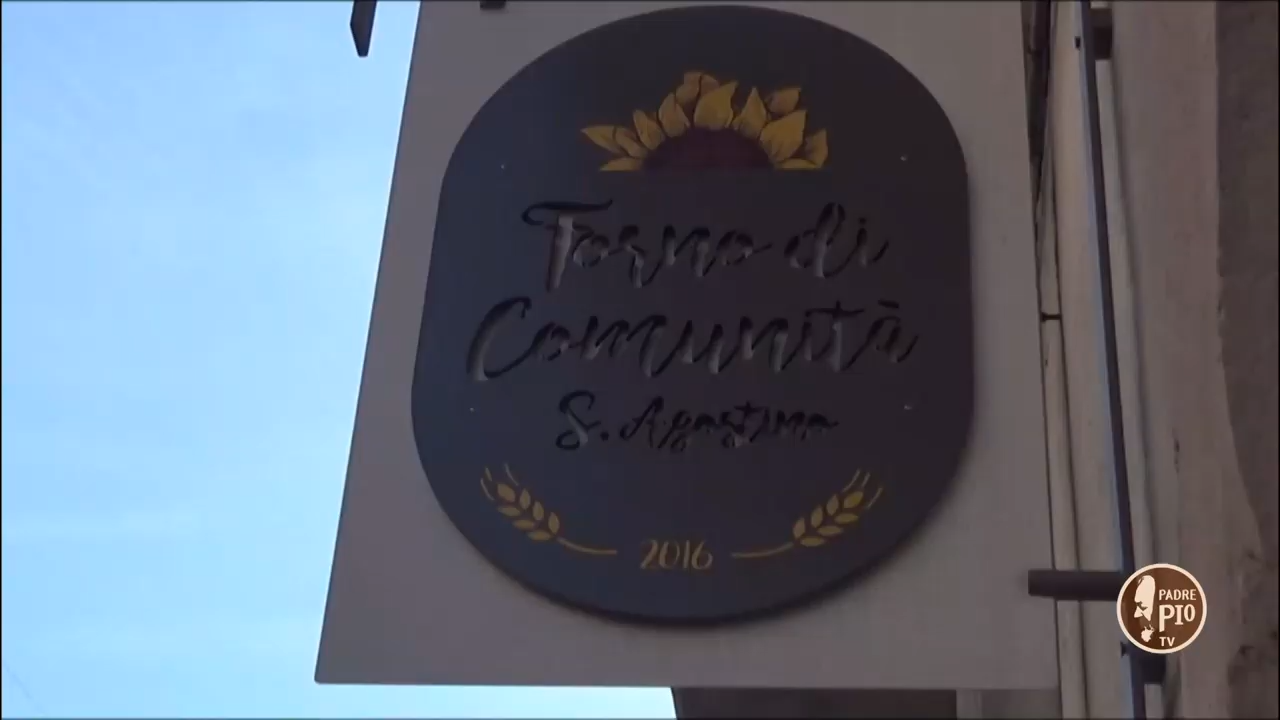 Forno di
Comunità
S. Agostino
2016
PADRE
PIO
TV